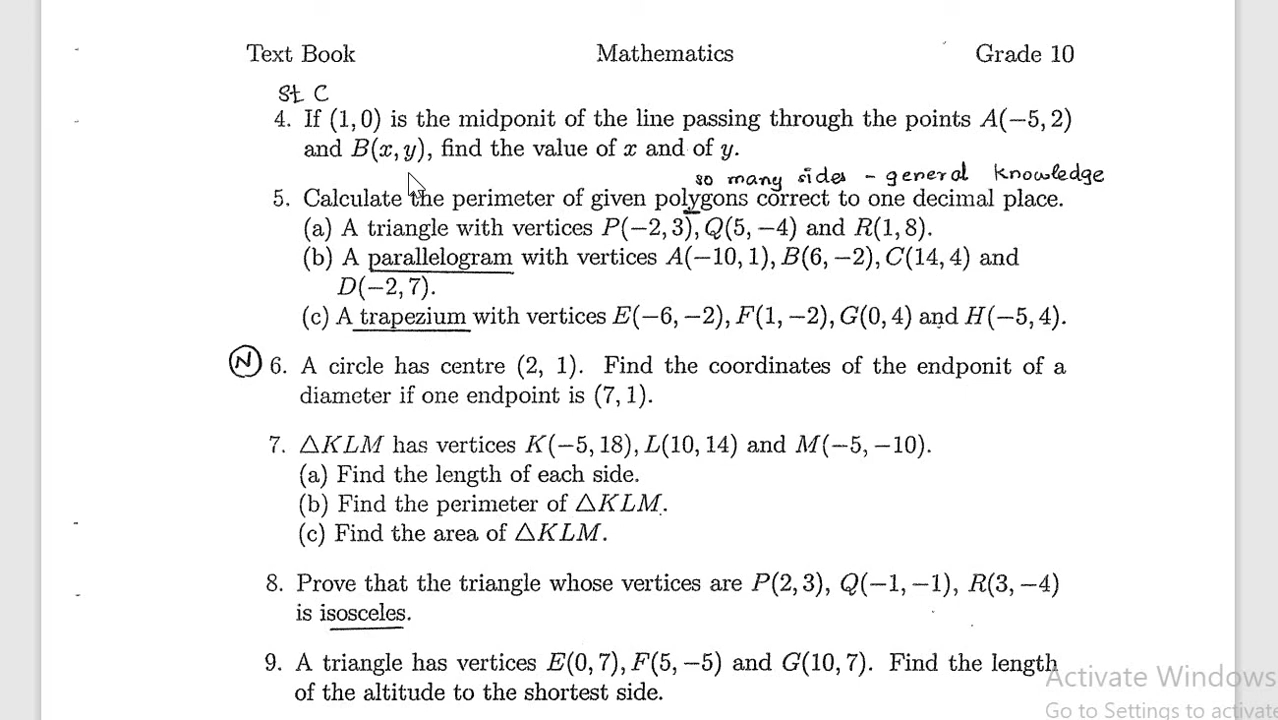 Text Book Mathematics Grade 10
St C
4. If (1, 0) is the midponit of the line passing through the points A(−5, 2)
and B(x, y), find the value of x and of y.
so many sides - general knowledge
5. Calculate the perimeter of given polygons correct to one decimal place.
(a) A triangle with vertices P(−2, 3), Q(5, −4) and R(1, 8).
(b) A parallelogram with vertices A(−10, 1), B(6, −2), C(14, 4) and
D(−2, 7).
(c) A trapezium with vertices E(−6, −2), F(1, −2), G(0, 4) and H(−5, 4).
N 6. A circle has centre (2, 1). Find the coordinates of the endponit of a
diameter if one endpoint is (7, 1).
7. △KLM has vertices K(−5, 18), L(10, 14) and M(−5, −10).
(a) Find the length of each side.
(b) Find the perimeter of △KLM.
(c) Find the area of △KLM.
8. Prove that the triangle whose vertices are P(2, 3), Q(−1, −1), R(3, −4)
is isosceles.
9. A triangle has vertices E(0, 7), F(5, −5) and G(10, 7). Find the length
of the altitude to the shortest side.
Activate Windows
Go to Settings to activate